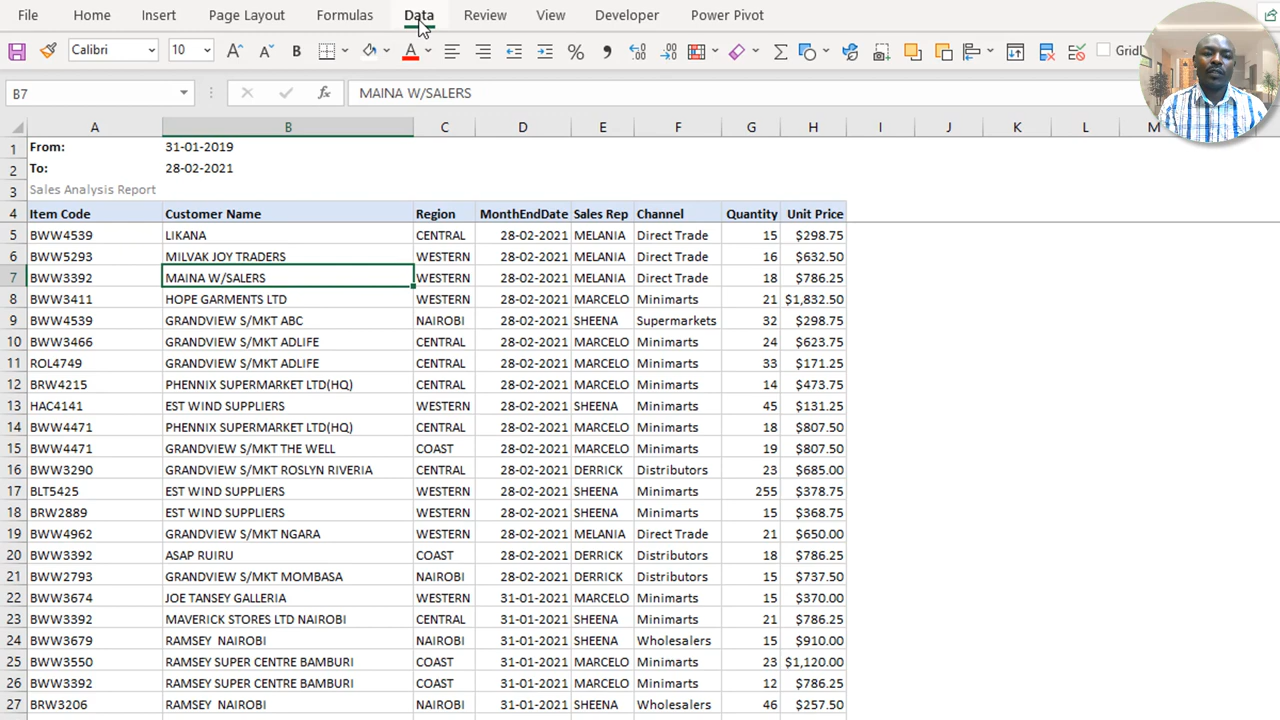 File Home Insert Page Layout Formulas Data Review View Developer Power Pivot
Calibri 10 B A % Σ
B7 fx MAINA W/SALERS
A B C D E F G H I J K L M
1 From: 31-01-2019
2 To: 28-02-2021
3 Sales Analysis Report
4 Item Code Customer Name Region MonthEndDate Sales Rep Channel Quantity Unit Price
5 BWW4539 LIKANA CENTRAL 28-02-2021 MELANIA Direct Trade 15 $298.75
6 BWW5293 MILVAK JOY TRADERS WESTERN 28-02-2021 MELANIA Direct Trade 16 $632.50
7 BWW3392 MAINA W/SALERS WESTERN 28-02-2021 MELANIA Direct Trade 18 $786.25
8 BWW3411 HOPE GARMENTS LTD WESTERN 28-02-2021 MARCELO Minimarts 21 $1,832.50
9 BWW4539 GRANDVIEW S/MKT ABC NAIROBI 28-02-2021 SHEENA Supermarkets 32 $298.75
10 BWW3466 GRANDVIEW S/MKT ADLIFE CENTRAL 28-02-2021 MARCELO Minimarts 24 $623.75
11 ROL4749 GRANDVIEW S/MKT ADLIFE CENTRAL 28-02-2021 MARCELO Minimarts 33 $171.25
12 BRW4215 PHENNIX SUPERMARKET LTD(HQ) CENTRAL 28-02-2021 MARCELO Minimarts 14 $473.75
13 HAC4141 EST WIND SUPPLIERS WESTERN 28-02-2021 SHEENA Minimarts 45 $131.25
14 BWW4471 PHENNIX SUPERMARKET LTD(HQ) CENTRAL 28-02-2021 MARCELO Minimarts 18 $807.50
15 BWW4471 GRANDVIEW S/MKT THE WELL COAST 28-02-2021 MARCELO Minimarts 19 $807.50
16 BWW3290 GRANDVIEW S/MKT ROSLYN RIVERIA CENTRAL 28-02-2021 DERRICK Distributors 23 $685.00
17 BLT5425 EST WIND SUPPLIERS WESTERN 28-02-2021 SHEENA Minimarts 255 $378.75
18 BRW2889 EST WIND SUPPLIERS WESTERN 28-02-2021 SHEENA Minimarts 15 $368.75
19 BWW4962 GRANDVIEW S/MKT NGARA WESTERN 28-02-2021 MELANIA Direct Trade 21 $650.00
20 BWW3392 ASAP RUIRU COAST 28-02-2021 DERRICK Distributors 18 $786.25
21 BWW2793 GRANDVIEW S/MKT MOMBASA NAIROBI 28-02-2021 DERRICK Distributors 15 $737.50
22 BWW3674 JOE TANSEY GALLERIA WESTERN 31-01-2021 MARCELO Minimarts 15 $370.00
23 BWW3392 MAVERICK STORES LTD NAIROBI CENTRAL 31-01-2021 SHEENA Minimarts 21 $786.25
24 BWW3679 RAMSEY NAIROBI NAIROBI 31-01-2021 SHEENA Wholesalers 15 $910.00
25 BWW3550 RAMSEY SUPER CENTRE BAMBURI COAST 31-01-2021 MARCELO Minimarts 23 $1,120.00
26 BWW3392 RAMSEY SUPER CENTRE BAMBURI COAST 31-01-2021 MARCELO Minimarts 12 $786.25
27 BRW3206 RAMSEY NAIROBI NAIROBI 31-01-2021 SHEENA Wholesalers 46 $257.50